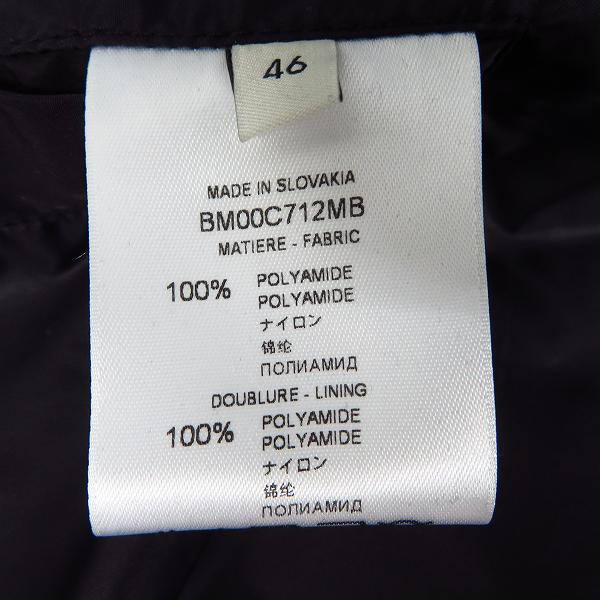 46
MADE IN SLOVAKIA
BM00C712MB
MATIERE - FABRIC
100% POLYAMIDE
POLYAMIDE
ナイロン
锦纶
ПОЛИАМИД
DOUBLURE - LINING
100% POLYAMIDE
POLYAMIDE
ナイロン
锦纶
ПОЛИАМИД